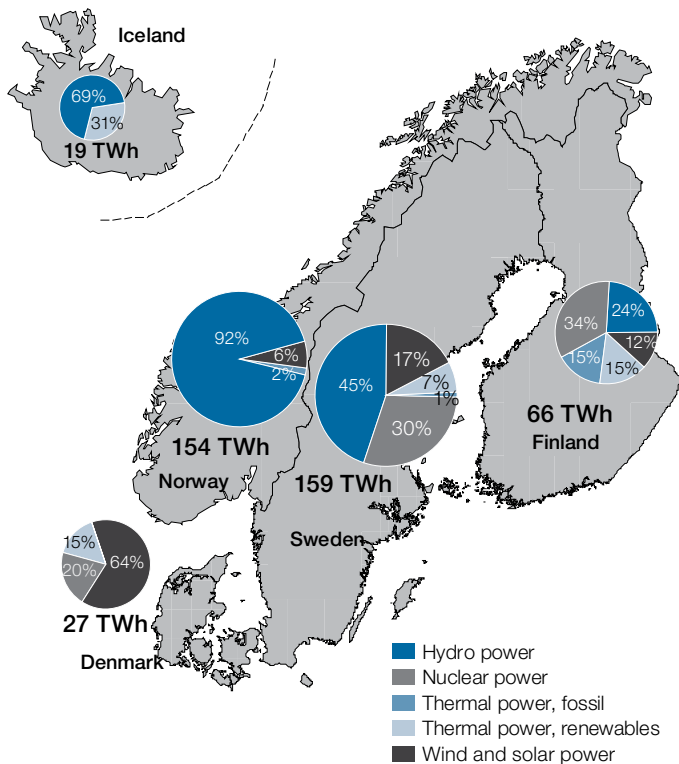 Iceland
69%
31%
19 TWh
92%
6%
2%
154 TWh
Norway
17%
45%
7%
1%
30%
159 TWh
Sweden
24%
34%
12%
15%
15%
66 TWh
Finland
15%
64%
20%
27 TWh
Denmark
Hydro power
Nuclear power
Thermal power, fossil
Thermal power, renewables
Wind and solar power